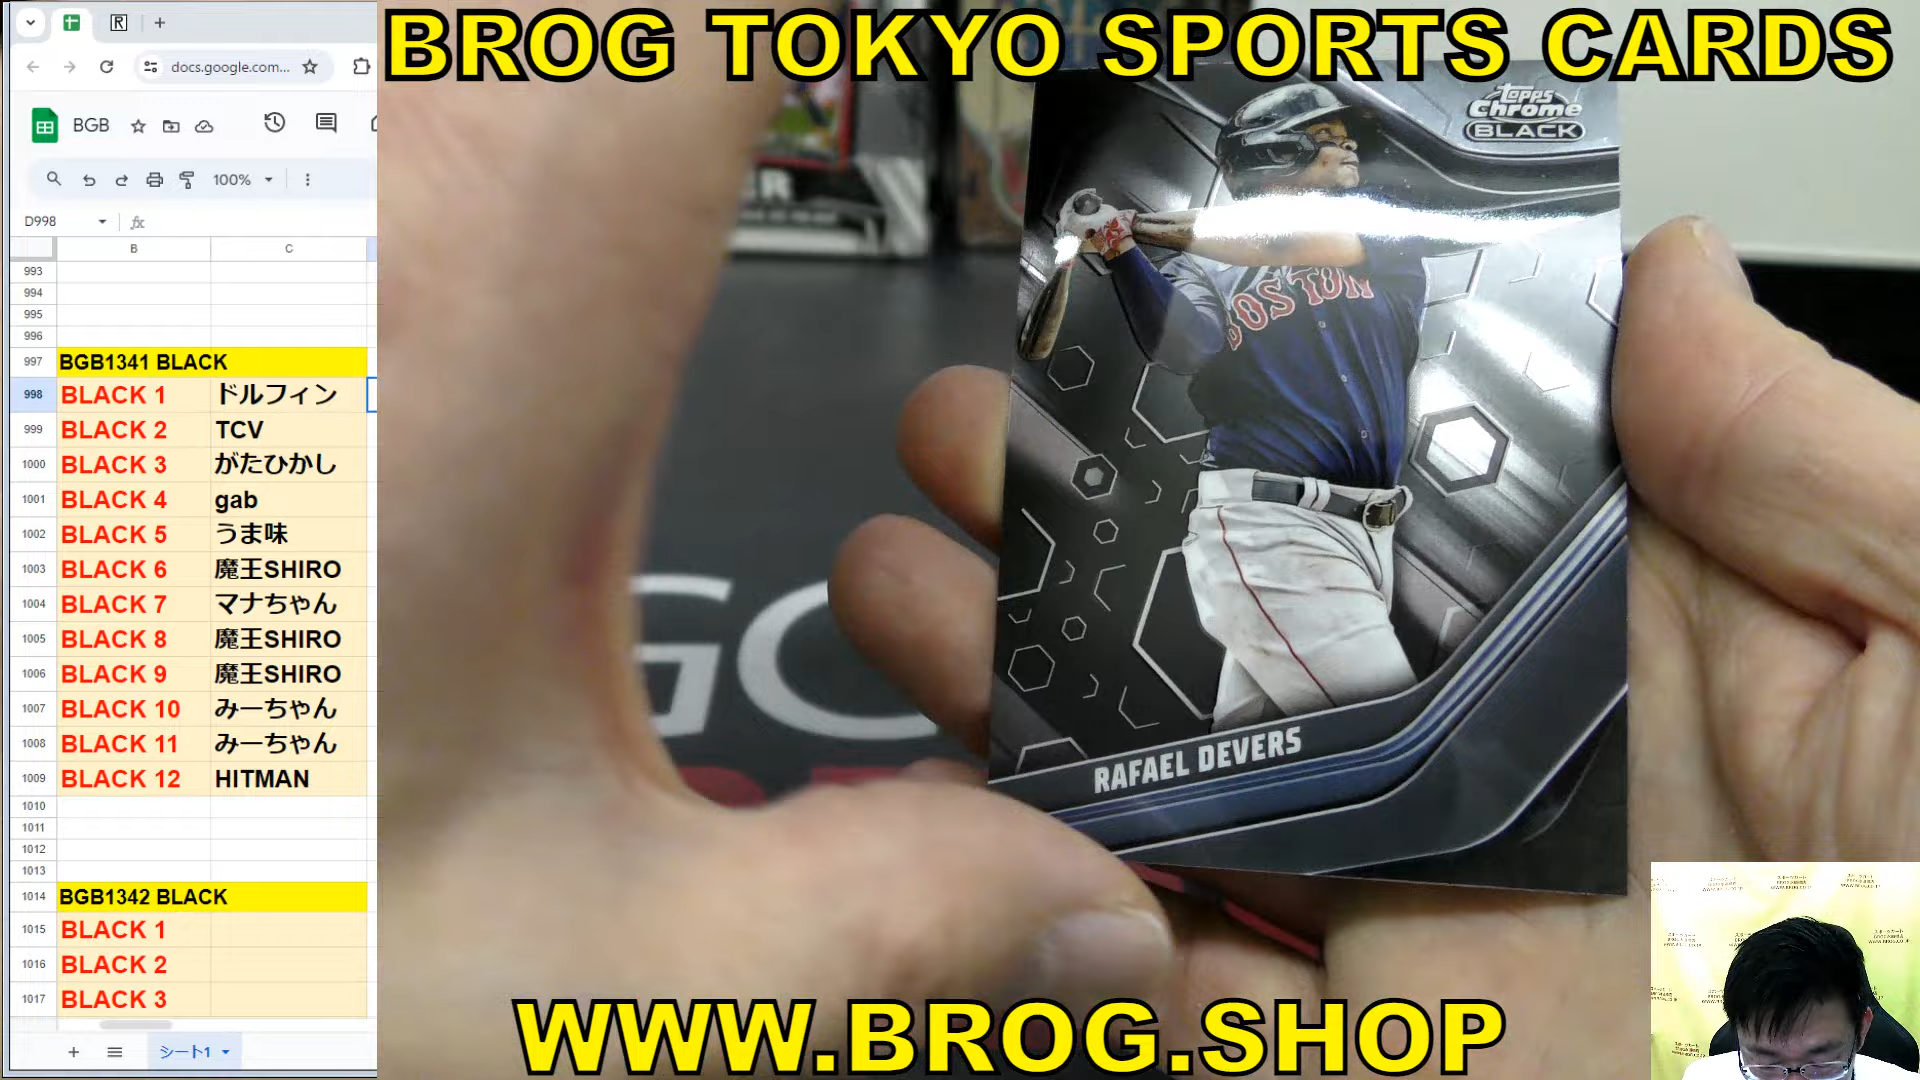 BROG TOKYO SPORTS CARDS
docs.google.com...
BGB
100%
D998
fx
B C
993
994
995
996
997 BGB1341 BLACK
998 BLACK 1 ドルフィン
999 BLACK 2 TCV
1000 BLACK 3 がたひかし
1001 BLACK 4 gab
1002 BLACK 5 うま味
1003 BLACK 6 魔王SHIRO
1004 BLACK 7 マナちゃん
1005 BLACK 8 魔王SHIRO
1006 BLACK 9 魔王SHIRO
1007 BLACK 10 みーちゃん
1008 BLACK 11 みーちゃん
1009 BLACK 12 HITMAN
1010
1011
1012
1013
1014 BGB1342 BLACK
1015 BLACK 1
1016 BLACK 2
1017 BLACK 3
シート1
Topps
Chrome
BLACK
BOSTON
RAFAEL DEVERS
WWW.BROG.SHOP